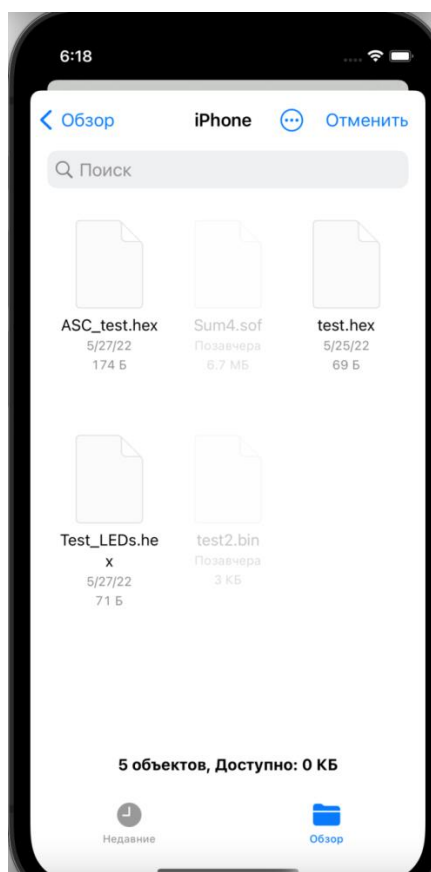 6:18
Обзор
iPhone
Отменить
Поиск
ASC_test.hex
5/27/22
174 Б
Sum4.sof
Позавчера
6.7 МБ
test.hex
5/25/22
69 Б
Test_LEDs.he
x
5/27/22
71 Б
test2.bin
Позавчера
3 КБ
5 объектов, Доступно: 0 КБ
Недавние
Обзор